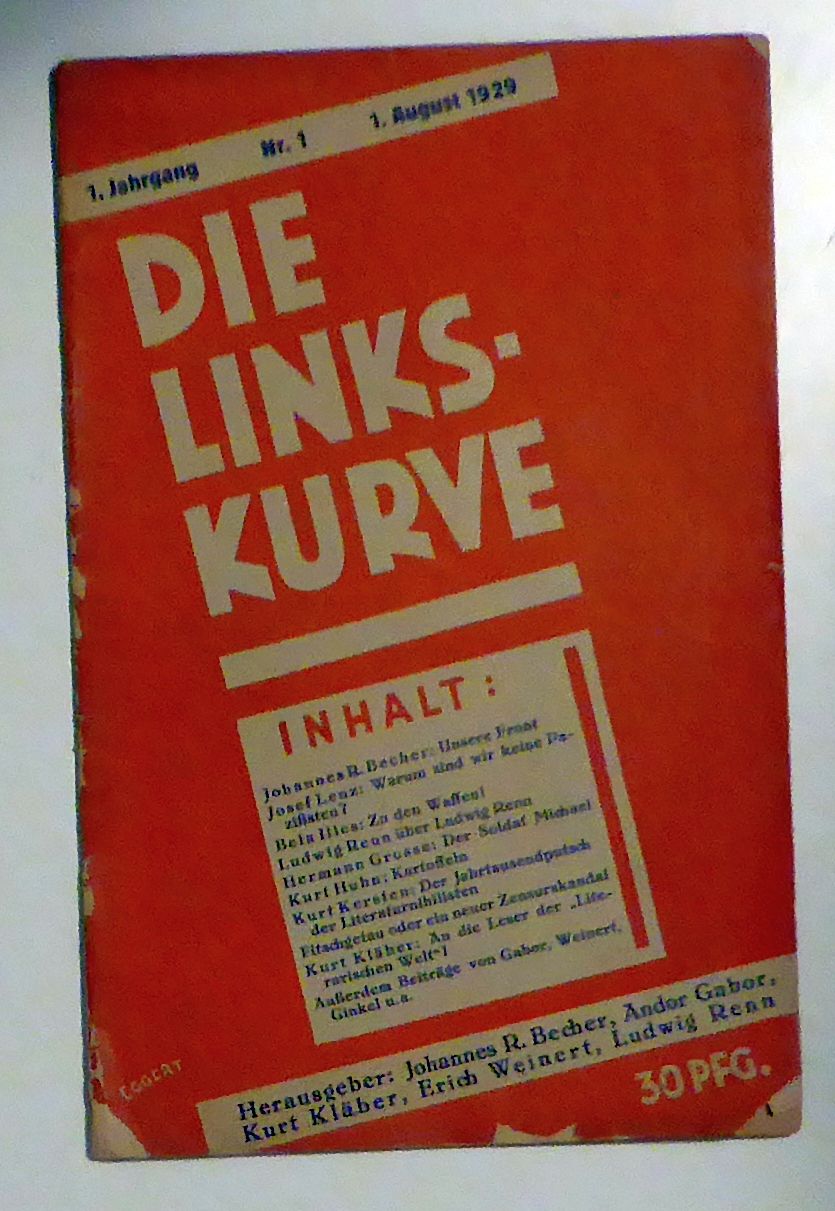 1. Jahrgang Nr. 1 1. August 1929
DIE
LINKS-
KURVE
INHALT:
Johannes R. Becher: Unsere Front
Josef Lenz: Warum sind wir keine Pa-
zifisten?
Bela Illes: Zu den Waffen!
Ludwig Renn über Ludwig Renn
Hermann Grosse: Der Soldat Michael
Kurt Huhn: Kartoffeln
Kurt Kersten: Der Jahrtausendputsch
der Literaturnihilisten
oder ein neuer Zensurskandal
Kurt Kläber: An die Leser der „Lite-
rarischen Welt"!
Außerdem Beiträge von Gabor, Weinert,
Ginkel u. a.
Herausgeber: Johannes R. Becher, Andor Gabor,
Kurt Kläber, Erich Weinert, Ludwig Renn
EGGERT
30 PFG.